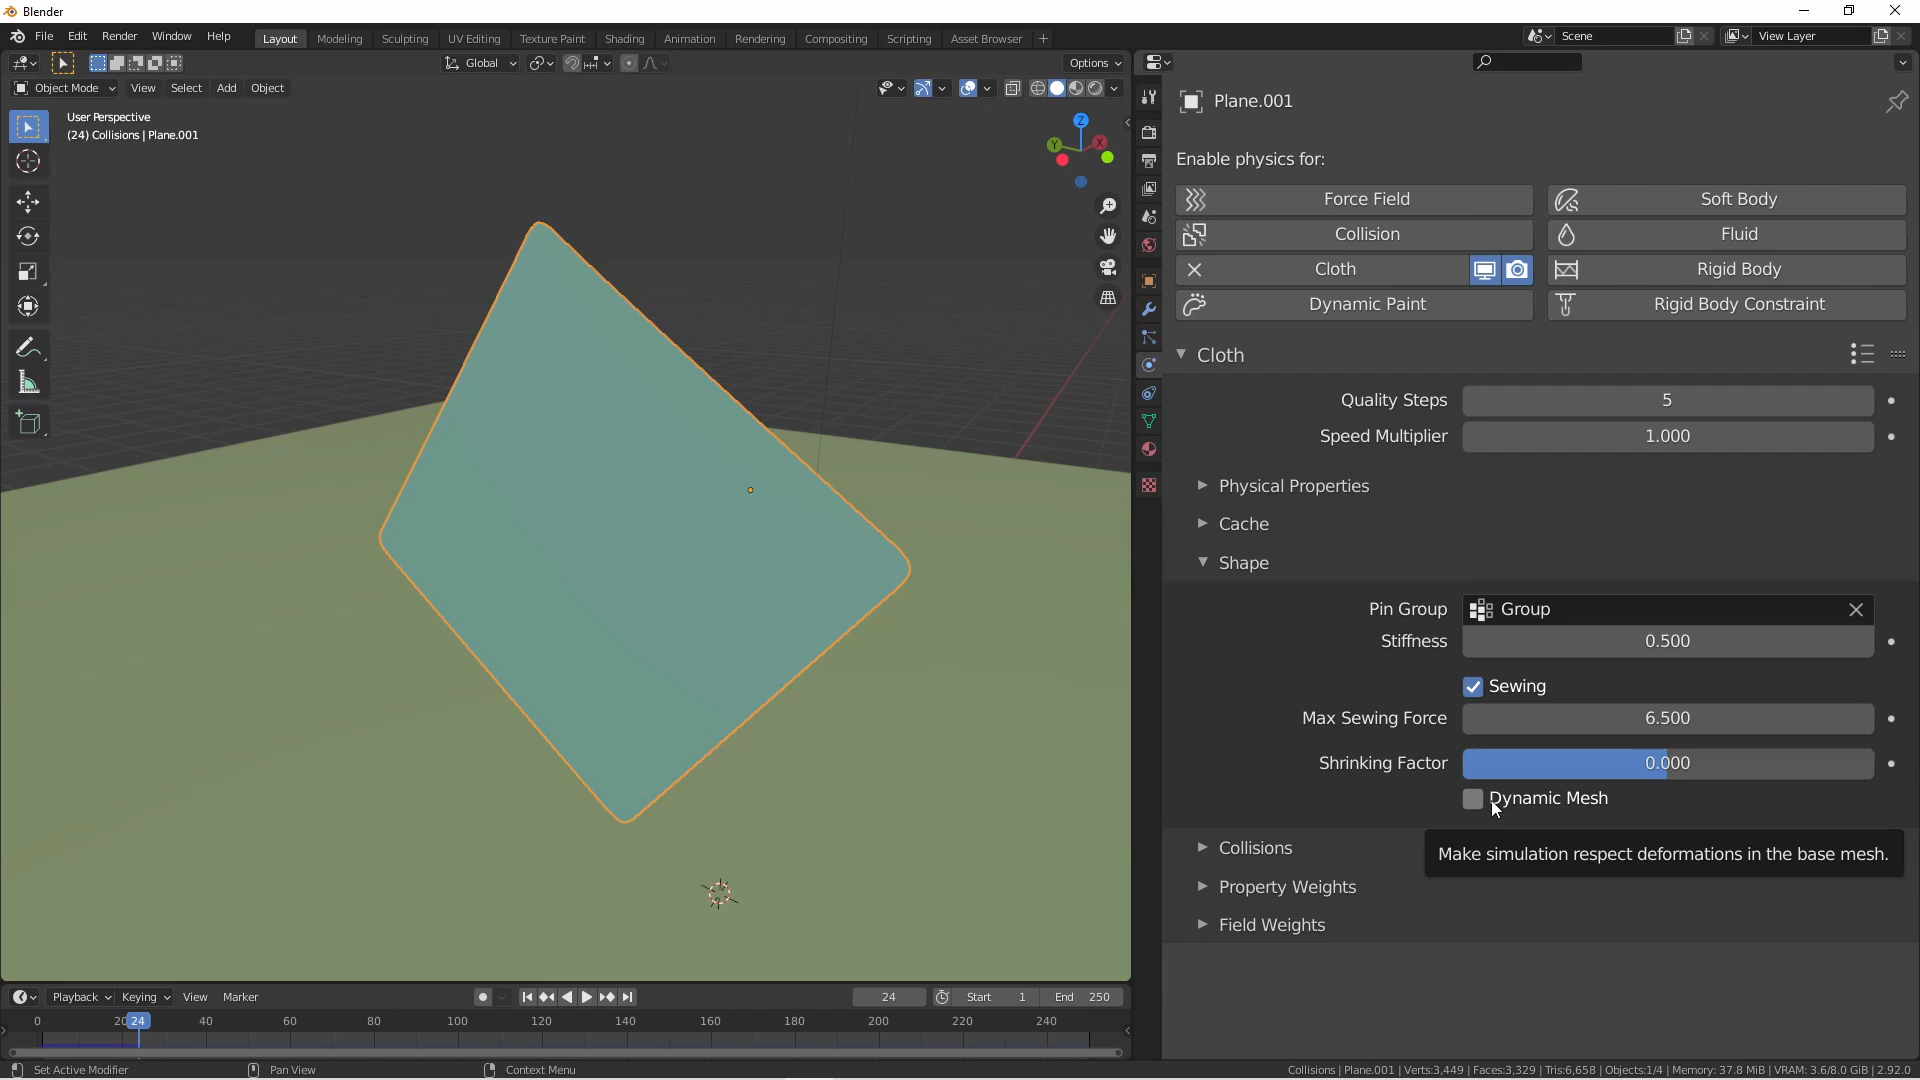 Blender
File Edit Render Window Help Layout Modeling Sculpting UV Editing Texture Paint Shading Animation Rendering Compositing Scripting Asset Browser + Scene View Layer
Global Options
Object Mode View Select Add Object
User Perspective
(24) Collisions | Plane.001
Z
Y
X
Plane.001
Enable physics for:
Force Field Soft Body
Collision Fluid
Cloth Rigid Body
Dynamic Paint Rigid Body Constraint
Cloth
Quality Steps 5
Speed Multiplier 1.000
Physical Properties
Cache
Shape
Pin Group Group
Stiffness 0.500
Sewing
Max Sewing Force 6.500
Shrinking Factor 0.000
Dynamic Mesh
Collisions
Make simulation respect deformations in the base mesh.
Property Weights
Field Weights
Playback Keying View Marker 24 Start 1 End 250
0 20 24 40 60 80 100 120 140 160 180 200 220 240
Set Active Modifier Pan View Context Menu Collisions | Plane.001 | Verts:3,449 | Faces:3,329 | Tris:6,658 | Objects:1/4 | Memory: 37.8 MiB | VRAM: 3.6/8.0 GiB | 2.92.0